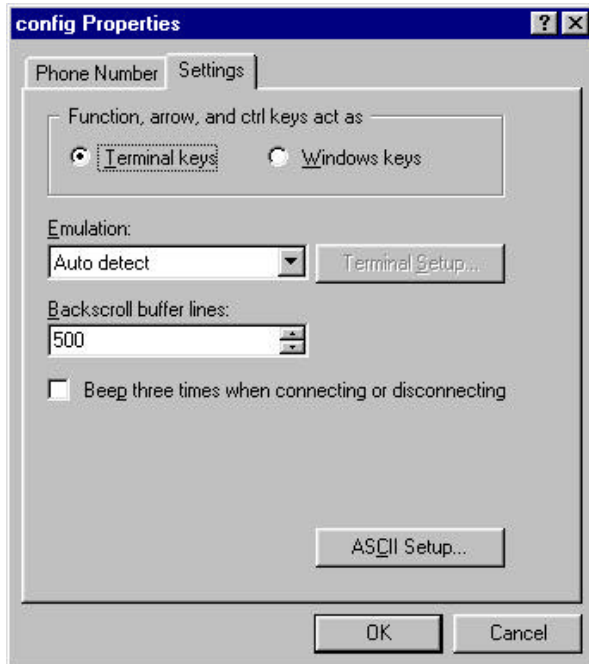 config Properties
Phone Number Settings
Function, arrow, and ctrl keys act as
Terminal keys Windows keys
Emulation:
Auto detect Terminal Setup...
Backscroll buffer lines:
500
Beep three times when connecting or disconnecting
ASCII Setup...
OK Cancel